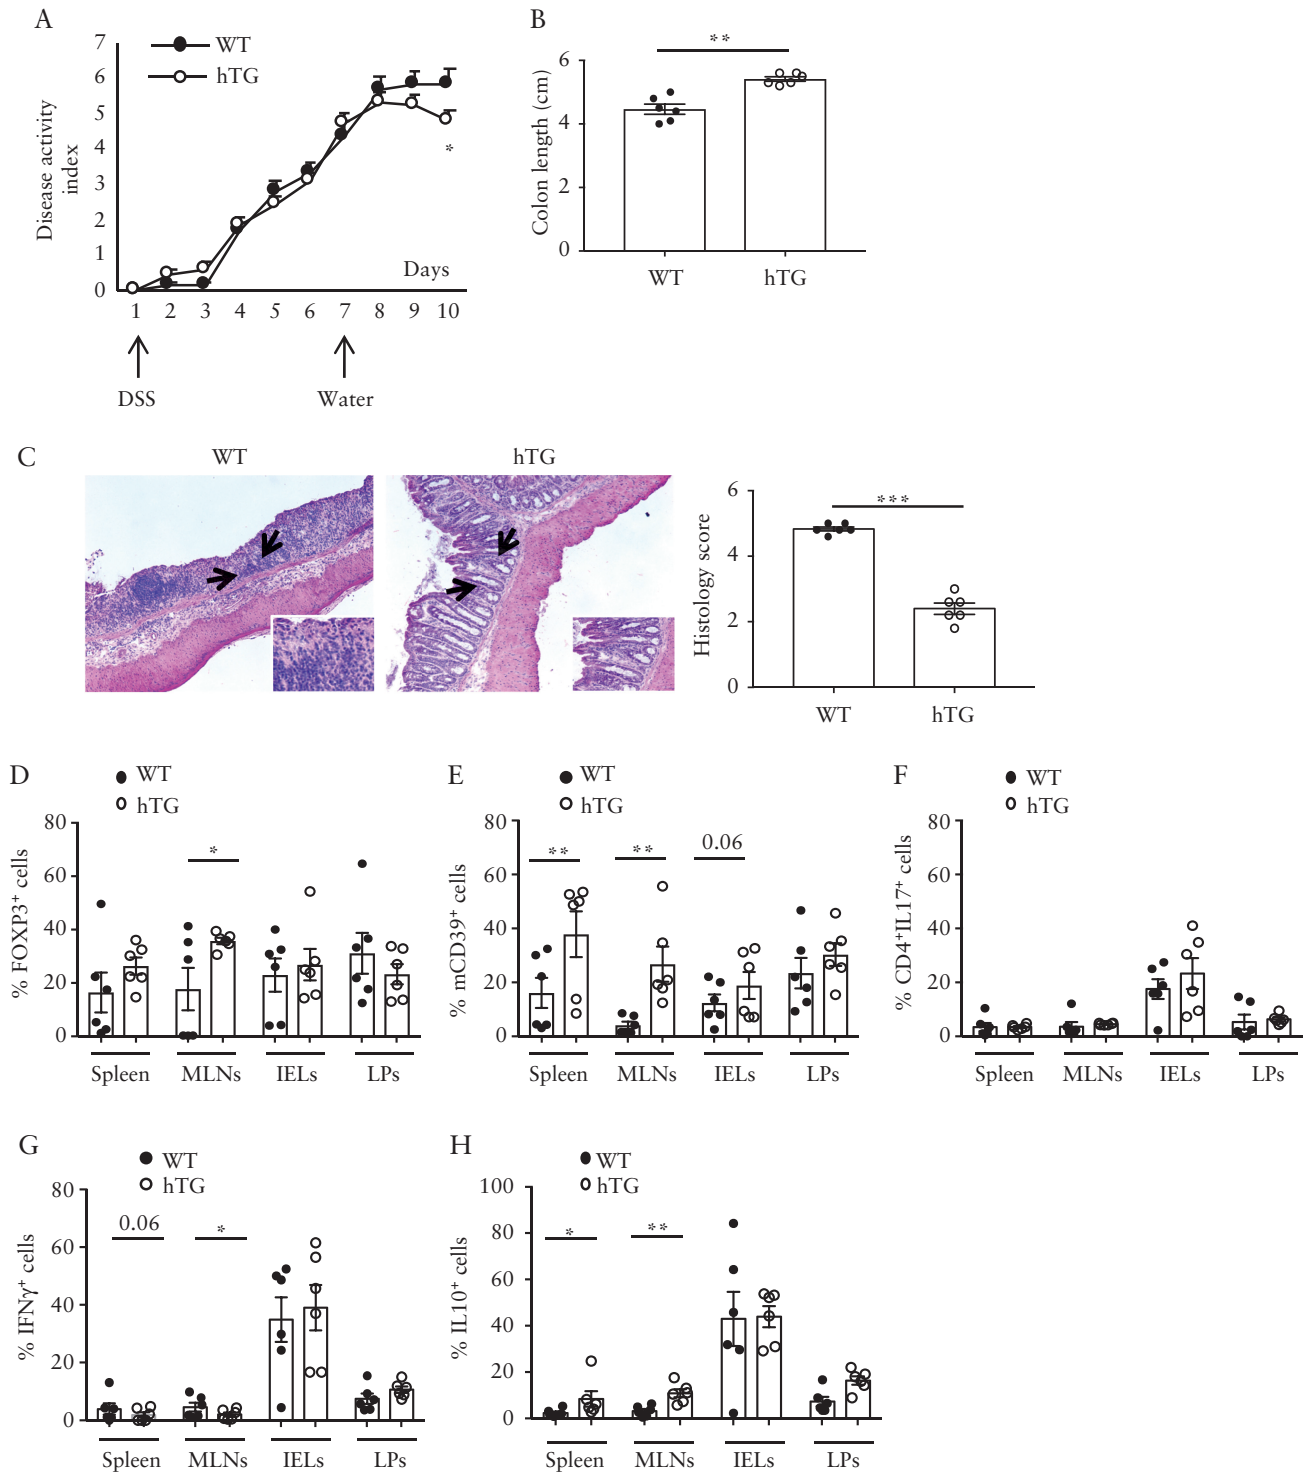 A
WT
hTG
Disease activity
index
7
6
5
4
3
2
1
0
*
Days
1 2 3 4 5 6 7 8 9 10
DSS
Water
B
**
Colon length (cm)
6
4
2
0
WT hTG
C
WT
hTG
Histology score
6
4
2
0
***
WT hTG
D
WT
hTG
% FOXP3+ cells
80
60
40
20
0
*
Spleen MLNs IELs LPs
E
WT
hTG
% mCD39+ cells
80
60
40
20
0
** ** 0.06
Spleen MLNs IELs LPs
F
WT
hTG
% CD4+IL17+ cells
80
60
40
20
0
Spleen MLNs IELs LPs
G
WT
hTG
% IFNγ+ cells
80
60
40
20
0
0.06 *
Spleen MLNs IELs LPs
H
WT
hTG
% IL10+ cells
100
80
60
40
20
0
* **
Spleen MLNs IELs LPs